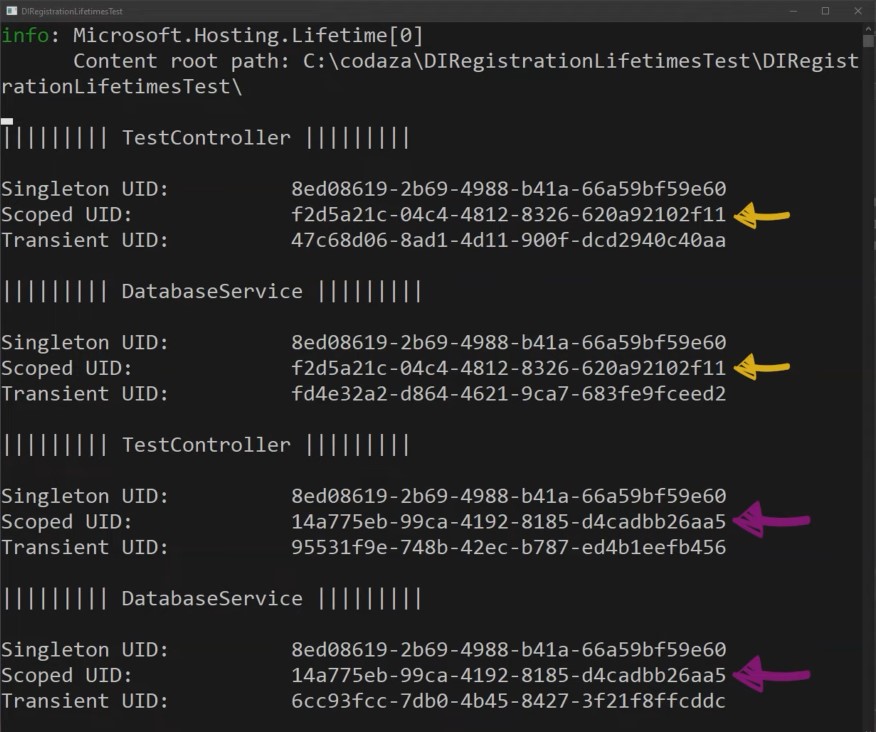 DIRegistrationLifetimesTest
info: Microsoft.Hosting.Lifetime[0]
Content root path: C:\codaza\DIRegistrationLifetimesTest\DIRegist
rationLifetimesTest\
||||||||| TestController |||||||||
Singleton UID: 8ed08619-2b69-4988-b41a-66a59bf59e60
Scoped UID: f2d5a21c-04c4-4812-8326-620a92102f11
Transient UID: 47c68d06-8ad1-4d11-900f-dcd2940c40aa
||||||||| DatabaseService |||||||||
Singleton UID: 8ed08619-2b69-4988-b41a-66a59bf59e60
Scoped UID: f2d5a21c-04c4-4812-8326-620a92102f11
Transient UID: fd4e32a2-d864-4621-9ca7-683fe9fceed2
||||||||| TestController |||||||||
Singleton UID: 8ed08619-2b69-4988-b41a-66a59bf59e60
Scoped UID: 14a775eb-99ca-4192-8185-d4cadbb26aa5
Transient UID: 95531f9e-748b-42ec-b787-ed4b1eefb456
||||||||| DatabaseService |||||||||
Singleton UID: 8ed08619-2b69-4988-b41a-66a59bf59e60
Scoped UID: 14a775eb-99ca-4192-8185-d4cadbb26aa5
Transient UID: 6cc93fcc-7db0-4b45-8427-3f21f8ffcddc